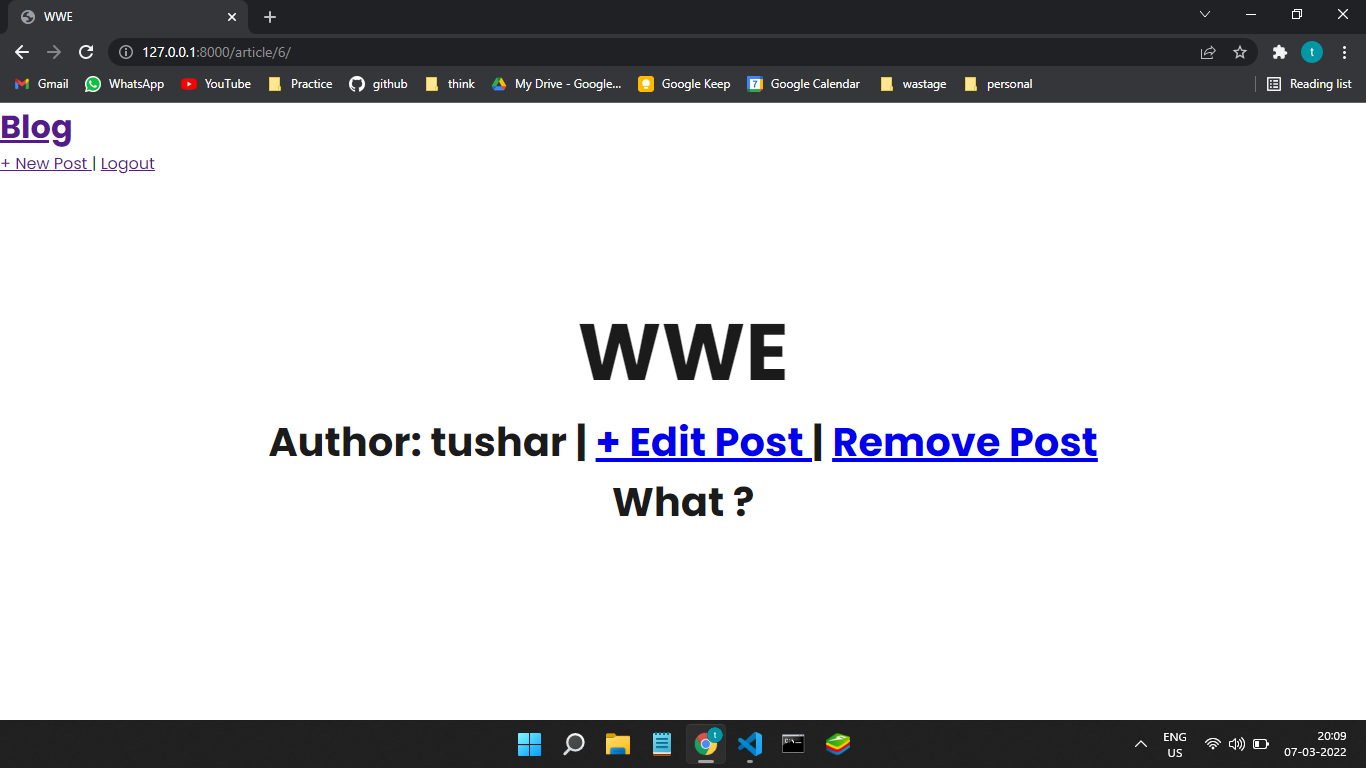 WWE
127.0.0.1:8000/article/6/
t
Gmail WhatsApp YouTube Practice github think My Drive - Google... Google Keep 7 Google Calendar wastage personal Reading list
Blog
+ New Post | Logout
WWE
Author: tushar | + Edit Post | Remove Post
What ?
t
ENG
US
20:09
07-03-2022